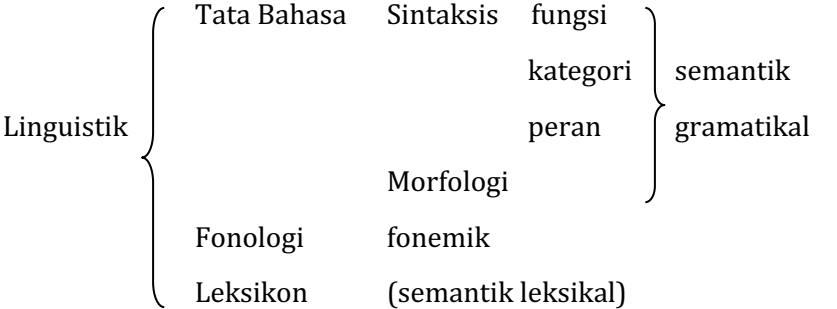 Tata Bahasa Sintaksis fungsi
kategori semantik
Linguistik peran gramatikal
Morfologi
Fonologi fonemik
Leksikon (semantik leksikal)